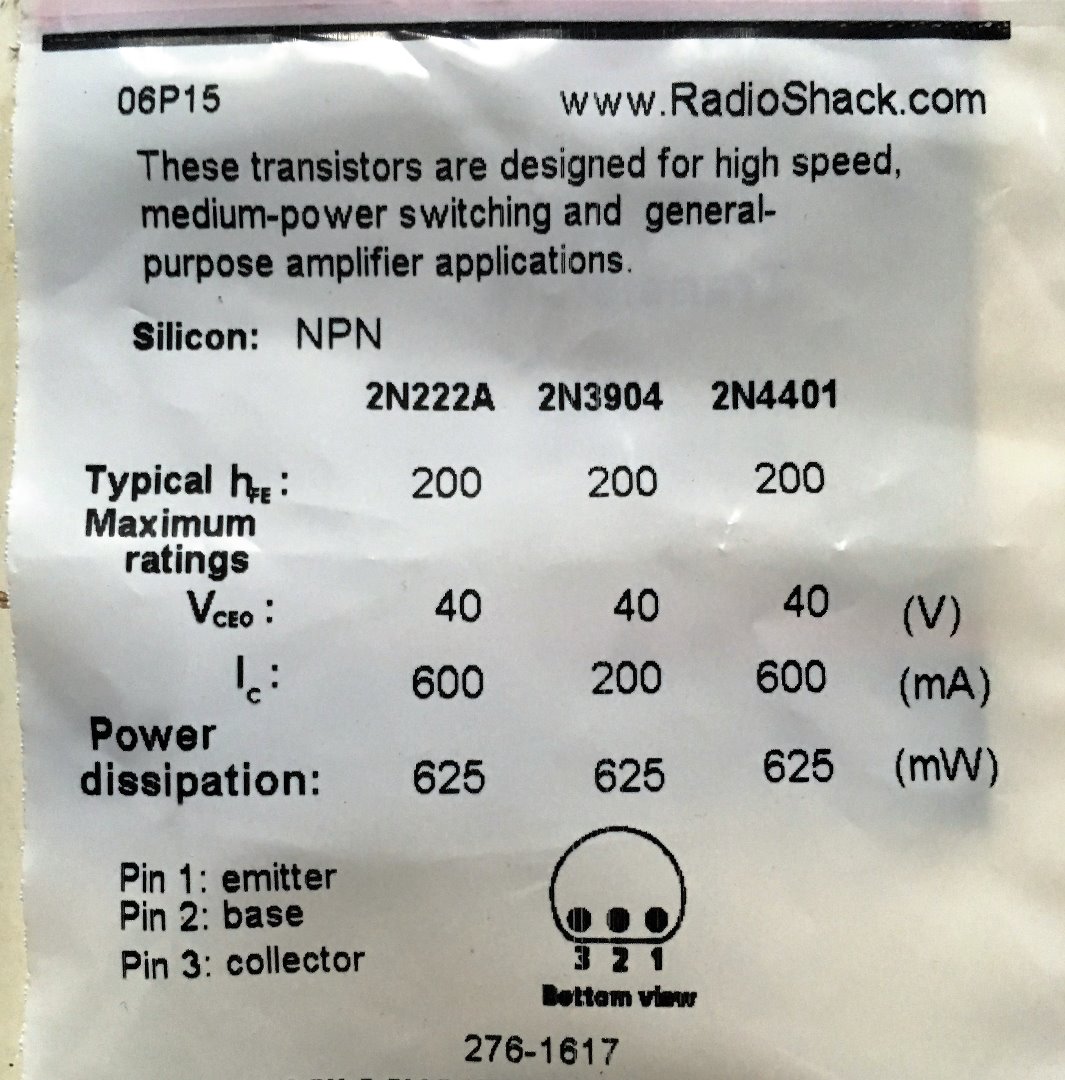 06P15 www.RadioShack.com
These transistors are designed for high speed,
medium-power switching and general-
purpose amplifier applications.
Silicon: NPN
2N222A 2N3904 2N4401
Typical hFE: 200 200 200
Maximum
ratings
VCEO: 40 40 40 (V)
Ic: 600 200 600 (mA)
Power
dissipation: 625 625 625 (mW)
Pin 1: emitter
Pin 2: base
Pin 3: collector
3 2 1
Bottom view
276-1617